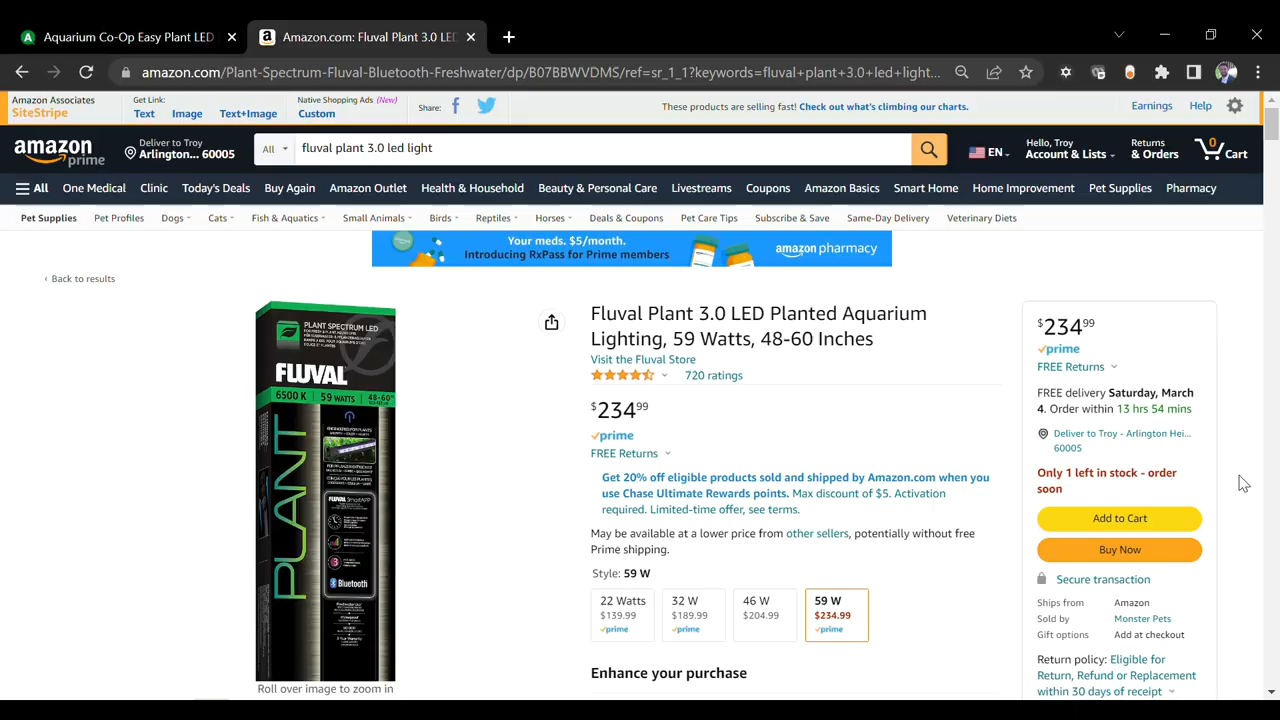 Aquarium Co-Op Easy Plant LED
Amazon.com: Fluval Plant 3.0 LED
amazon.com/Plant-Spectrum-Fluval-Bluetooth-Freshwater/dp/B07BBWVDMS/ref=sr_1_1?keywords=fluval+plant+3.0+led+light...
Amazon Associates
SiteStripe
Get Link:
Text Image Text+Image
Native Shopping Ads (New)
Custom
Share:
These products are selling fast! Check out what's climbing our charts.
Earnings Help
amazon
prime
Deliver to Troy
Arlington... 60005
All
fluval plant 3.0 led light
EN
Hello, Troy
Account & Lists
Returns
& Orders
0
Cart
All One Medical Clinic Today's Deals Buy Again Amazon Outlet Health & Household Beauty & Personal Care Livestreams Coupons Amazon Basics Smart Home Home Improvement Pet Supplies Pharmacy
Pet Supplies Pet Profiles Dogs Cats Fish & Aquatics Small Animals Birds Reptiles Horses Deals & Coupons Pet Care Tips Subscribe & Save Same-Day Delivery Veterinary Diets
Your meds. $5/month.
Introducing RxPass for Prime members
amazon pharmacy
‹ Back to results
PLANT SPECTRUM LED
FLUVAL
6500 K 59 WATTS 48-60"
PLANT
FLUVAL SmartAPP
Bluetooth
Roll over image to zoom in
Fluval Plant 3.0 LED Planted Aquarium
Lighting, 59 Watts, 48-60 Inches
Visit the Fluval Store
720 ratings
$234 99
prime
FREE Returns
Get 20% off eligible products sold and shipped by Amazon.com when you
use Chase Ultimate Rewards points. Max discount of $5. Activation
required. Limited-time offer, see terms.
May be available at a lower price from other sellers, potentially without free
Prime shipping.
Style: 59 W
22 Watts
$139.99
prime
32 W
$189.99
prime
46 W
$204.99
prime
59 W
$234.99
prime
Enhance your purchase
$234 99
prime
FREE Returns
FREE delivery Saturday, March
4. Order within 13 hrs 54 mins
Deliver to Troy - Arlington Hei...
60005
Only 1 left in stock - order
soon
Add to Cart
Buy Now
Secure transaction
Ships from Amazon
Sold by Monster Pets
Gift options Add at checkout
Return policy: Eligible for
Return, Refund or Replacement
within 30 days of receipt